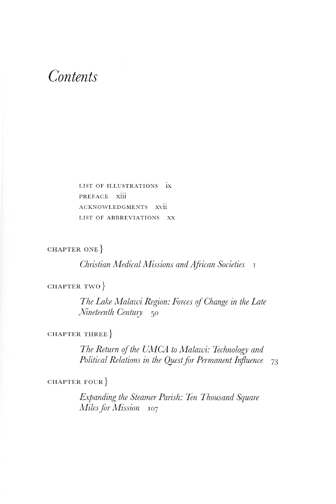 Contents
LIST OF ILLUSTRATIONS ix
PREFACE xiii
ACKNOWLEDGMENTS xvii
LIST OF ABBREVIATIONS xx
CHAPTER ONE}
Christian Medical Missions and African Societies 1
CHAPTER TWO}
The Lake Malawi Region: Forces of Change in the Late
Nineteenth Century 50
CHAPTER THREE}
The Return of the UMCA to Malawi: Technology and
Political Relations in the Quest for Permanent Influence 73
CHAPTER FOUR}
Expanding the Steamer Parish: Ten Thousand Square
Miles for Mission 107